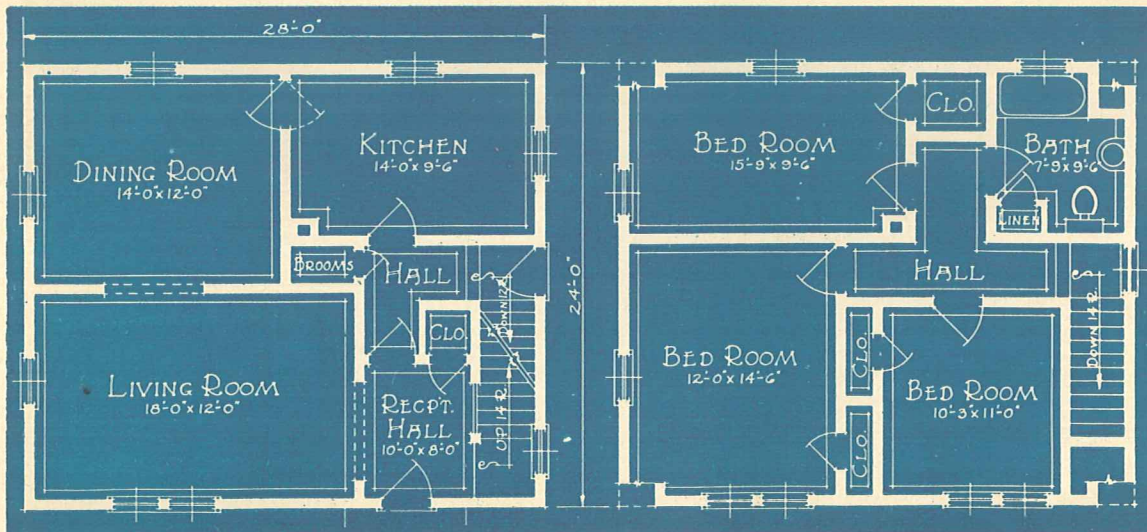 28'-0"
DINING ROOM
14'-0" x 12'-0"
KITCHEN
14'-0" x 9'-6"
BROOMS
HALL
CLO.
DOWN 12 R.
LIVING ROOM
18'-0" x 12'-0"
RECPT.
HALL
10'-0" x 8'-0"
UP 14 R.
24'-0"
BED ROOM
15'-9" x 9'-6"
CLO.
BATH
7'-9" x 9'-6"
LINEN
HALL
DOWN 14 R.
BED ROOM
12'-0" x 14'-6"
CLO.
CLO.
BED ROOM
10'-3" x 11'-0"